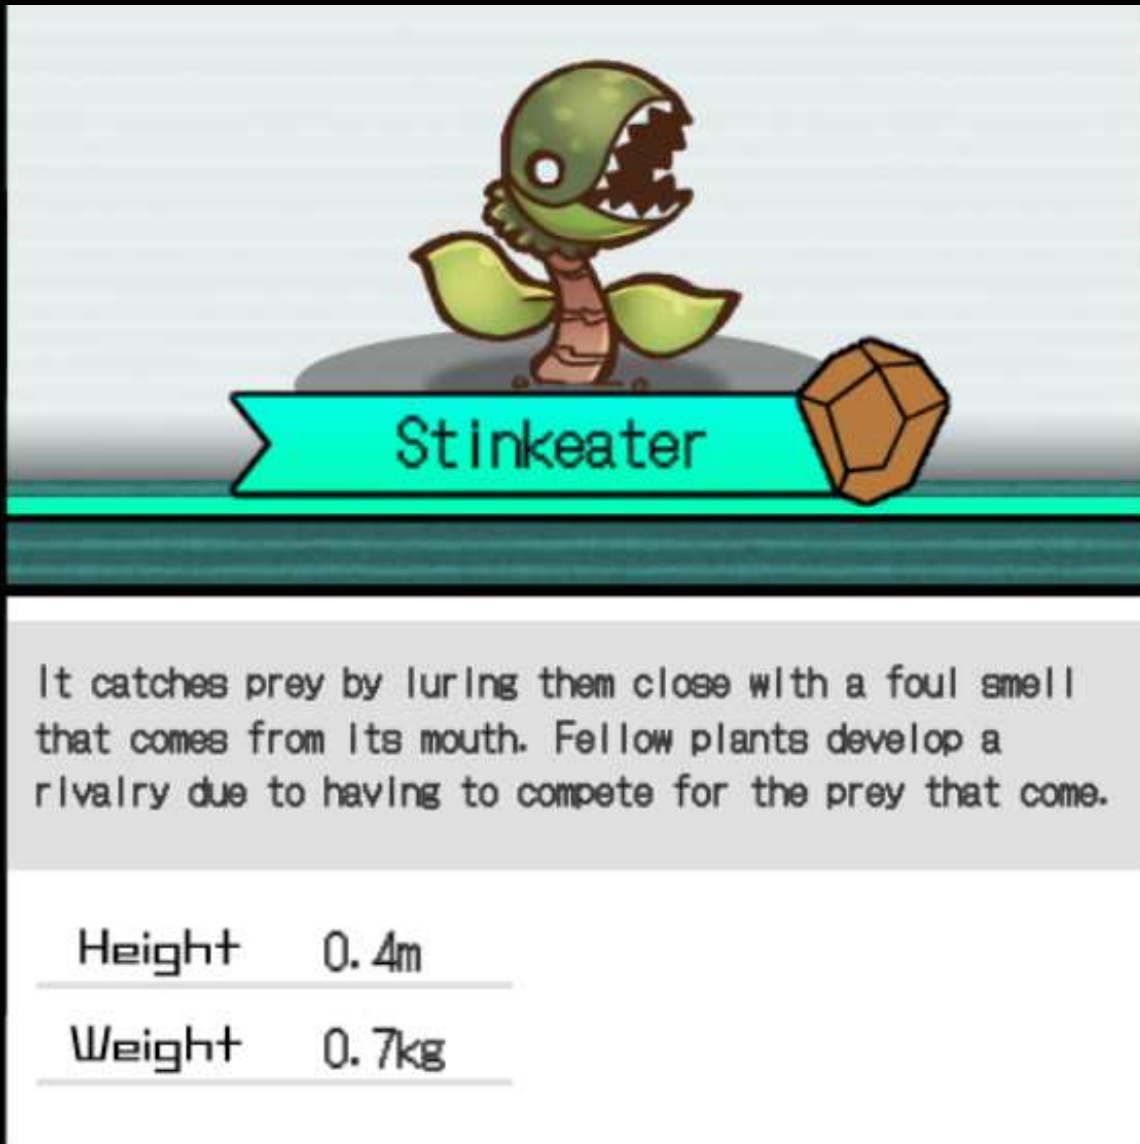 Stinkeater
It catches prey by luring them close with a foul smell
that comes from its mouth. Fellow plants develop a
rivalry due to having to compete for the prey that come.
Height 0.4m
Weight 0.7kg